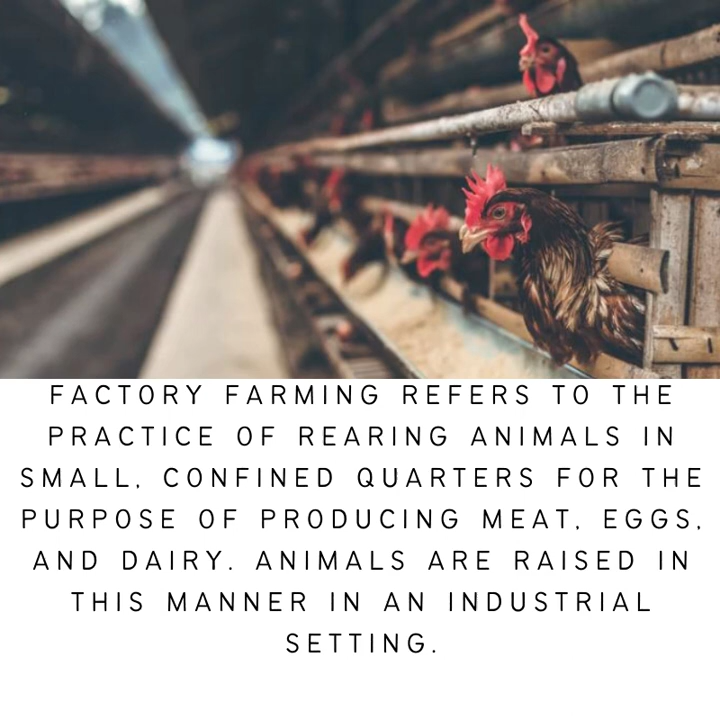 FACTORY FARMING REFERS TO THE
PRACTICE OF REARING ANIMALS IN
SMALL, CONFINED QUARTERS FOR THE
PURPOSE OF PRODUCING MEAT, EGGS,
AND DAIRY. ANIMALS ARE RAISED IN
THIS MANNER IN AN INDUSTRIAL
SETTING.